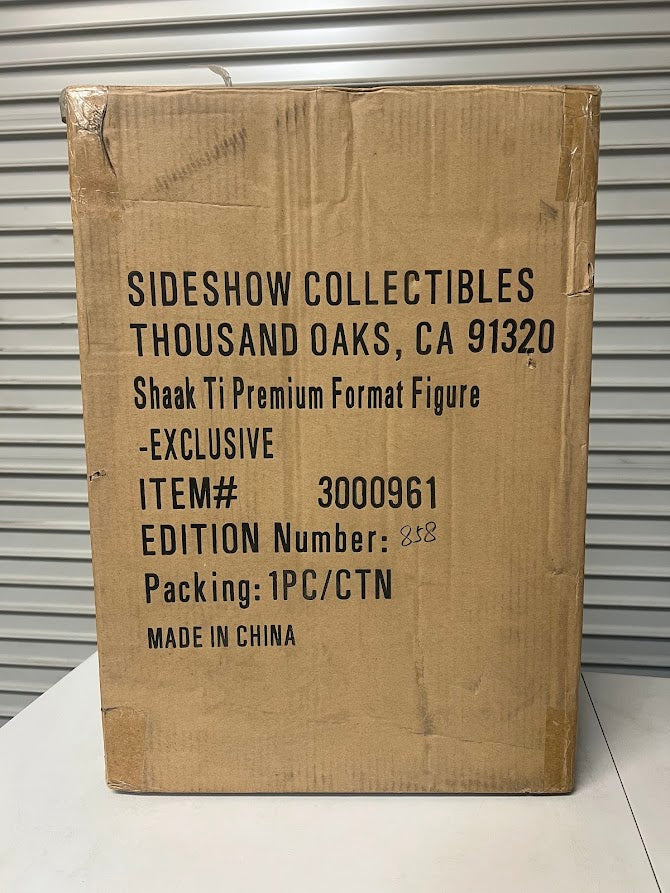 SIDESHOW COLLECTIBLES
THOUSAND OAKS, CA 91320
Shaak Ti Premium Format Figure
-EXCLUSIVE
ITEM# 3000961
EDITION Number: 858
Packing: 1PC/CTN
MADE IN CHINA